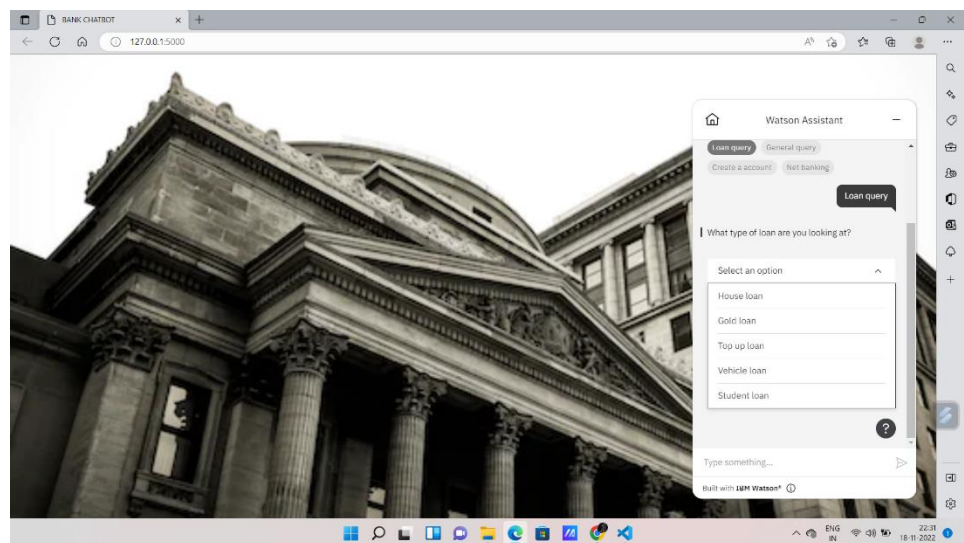 BANK CHATBOT
127.0.0.1:5000
Watson Assistant
Loan query General query
Create a account Net banking
Loan query
What type of loan are you looking at?
Select an option
House loan
Gold loan
Top up loan
Vehicle loan
Student loan
?
Type something...
Built with IBM Watson®
ENG
IN
22:31
18-11-2022